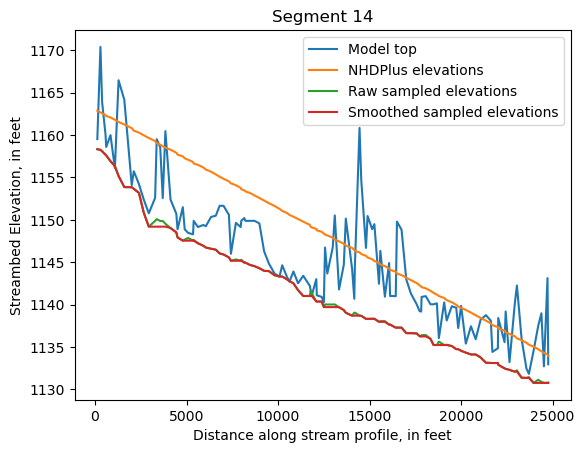 Segment 14
Model top
NHDPlus elevations
Raw sampled elevations
Smoothed sampled elevations
Streambed Elevation, in feet
1170
1165
1160
1155
1150
1145
1140
1135
1130
0 5000 10000 15000 20000 25000
Distance along stream profile, in feet